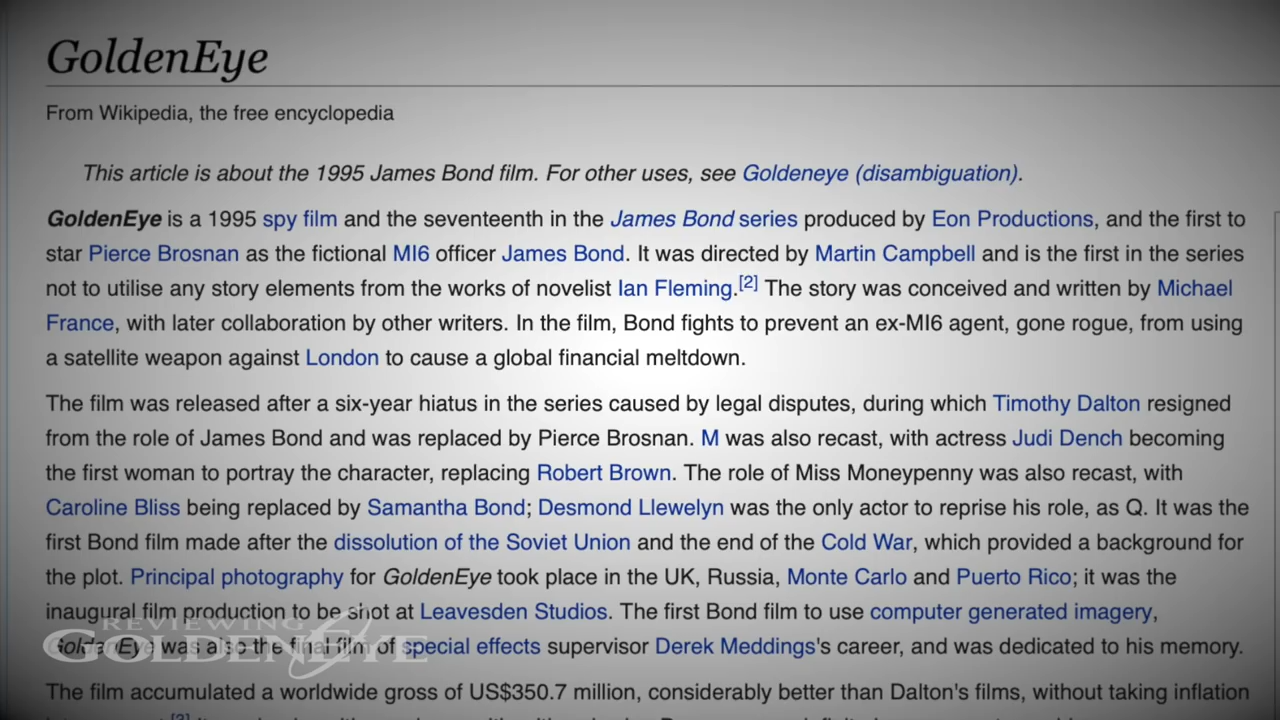 GoldenEye
From Wikipedia, the free encyclopedia
This article is about the 1995 James Bond film. For other uses, see Goldeneye (disambiguation).
GoldenEye is a 1995 spy film and the seventeenth in the James Bond series produced by Eon Productions, and the first to
star Pierce Brosnan as the fictional MI6 officer James Bond. It was directed by Martin Campbell and is the first in the series
not to utilise any story elements from the works of novelist Ian Fleming.[2] The story was conceived and written by Michael
France, with later collaboration by other writers. In the film, Bond fights to prevent an ex-MI6 agent, gone rogue, from using
a satellite weapon against London to cause a global financial meltdown.
The film was released after a six-year hiatus in the series caused by legal disputes, during which Timothy Dalton resigned
from the role of James Bond and was replaced by Pierce Brosnan. M was also recast, with actress Judi Dench becoming
the first woman to portray the character, replacing Robert Brown. The role of Miss Moneypenny was also recast, with
Caroline Bliss being replaced by Samantha Bond; Desmond Llewelyn was the only actor to reprise his role, as Q. It was the
first Bond film made after the dissolution of the Soviet Union and the end of the Cold War, which provided a background for
the plot. Principal photography for GoldenEye took place in the UK, Russia, Monte Carlo and Puerto Rico; it was the
inaugural film production to be shot at Leavesden Studios. The first Bond film to use computer generated imagery,
GoldenEye was also the final film of special effects supervisor Derek Meddings's career, and was dedicated to his memory.
REVIEWING
GOLDENEYE
The film accumulated a worldwide gross of US$350.7 million, considerably better than Dalton's films, without taking inflation